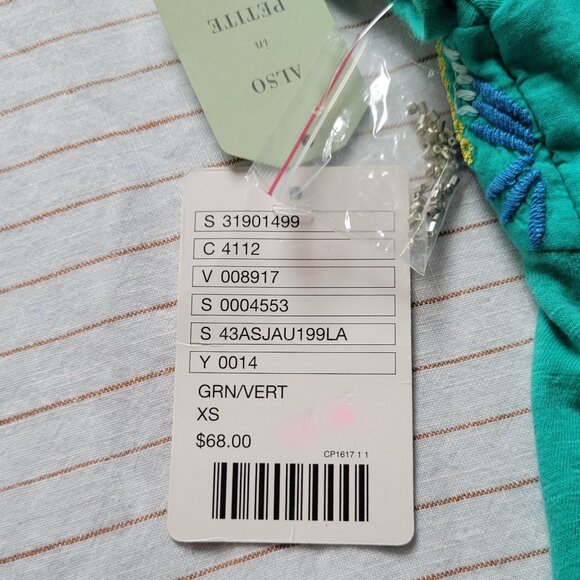 ALSO
in
PETITE
S 31901499
C 4112
V 008917
S 0004553
S 43ASJAU199LA
Y 0014
GRN/VERT
XS
$68.00
CP1617 1 1